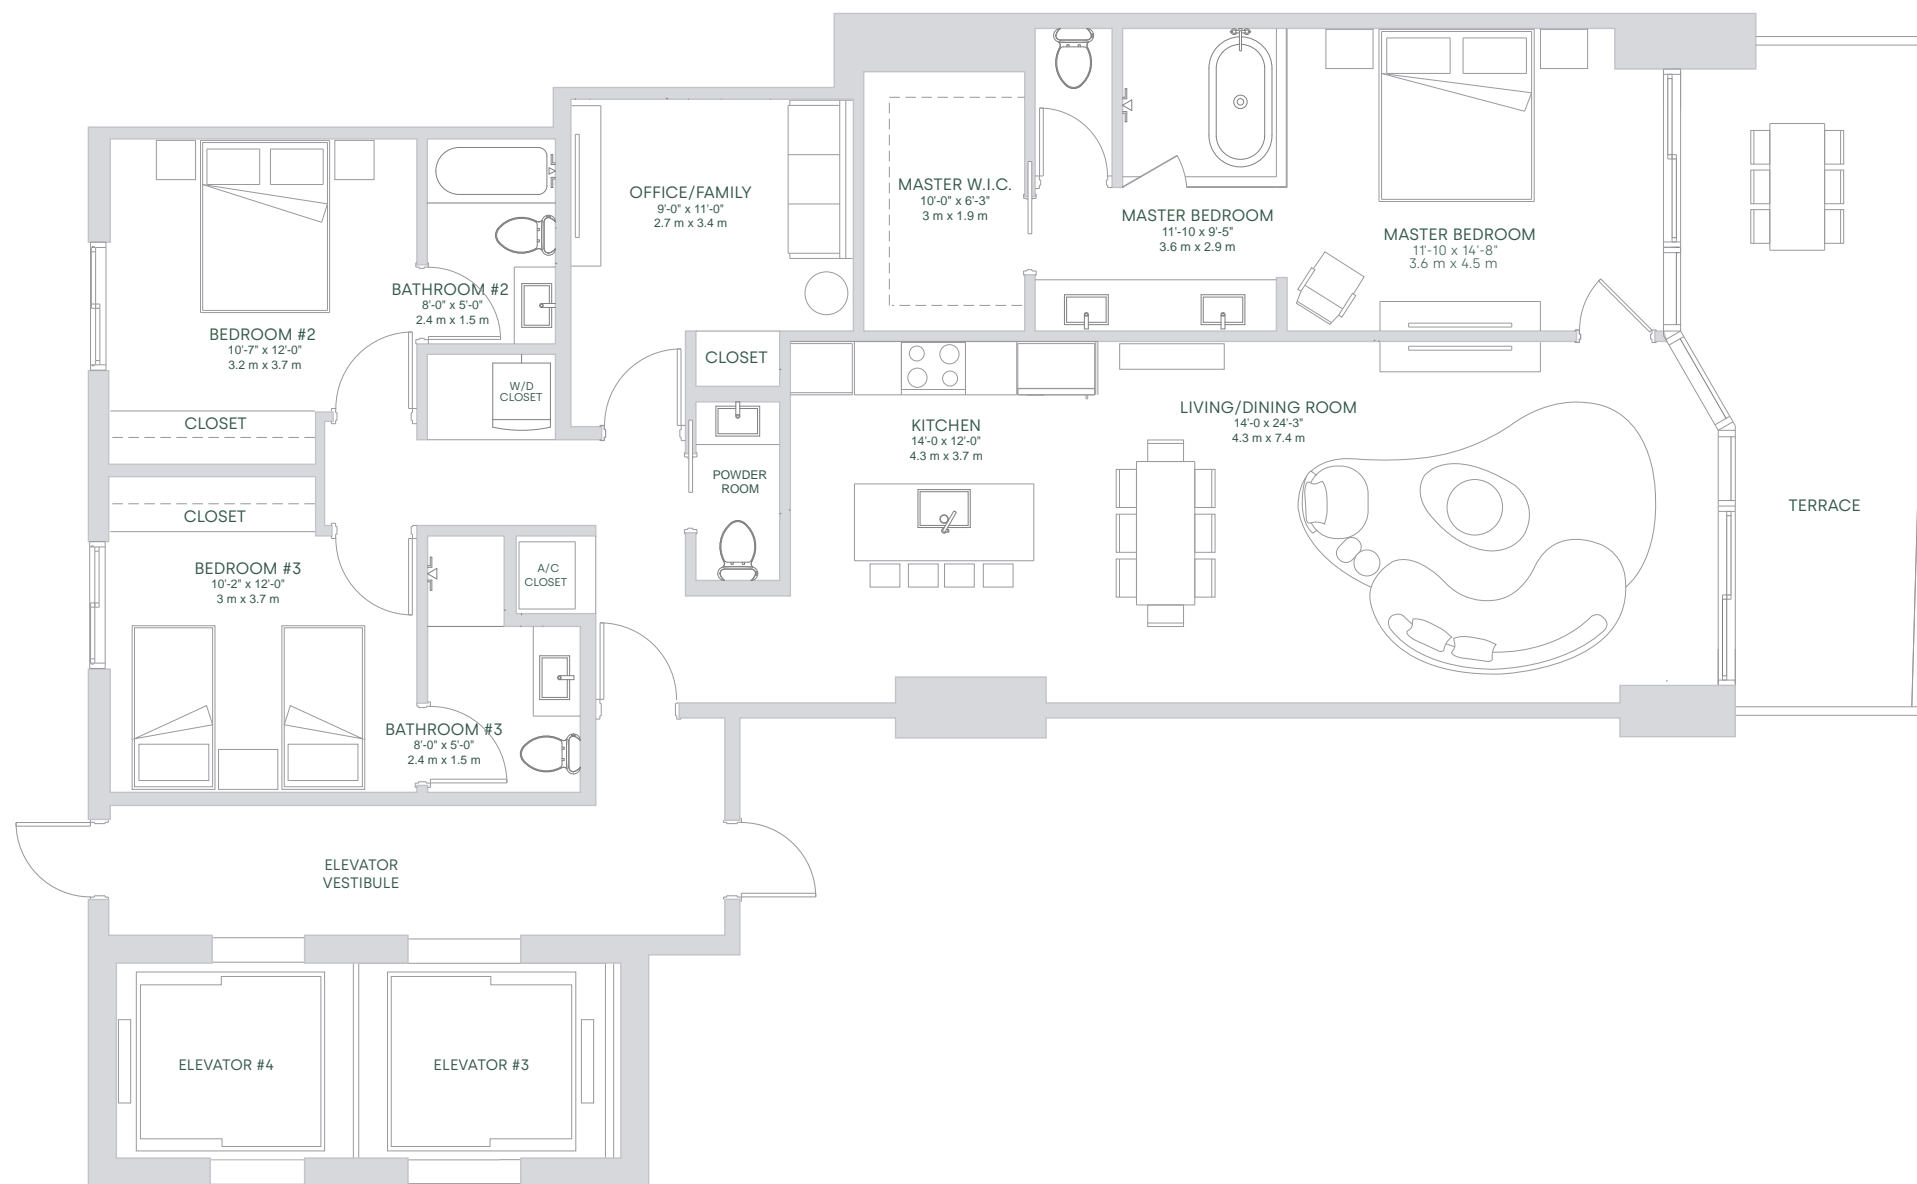 OFFICE/FAMILY
9'-0" x 11'-0"
2.7 m x 3.4 m
MASTER W.I.C.
10'-0" x 6'-3"
3 m x 1.9 m
MASTER BEDROOM
11'-10 x 9'-5"
3.6 m x 2.9 m
MASTER BEDROOM
11'-10 x 14'-8"
3.6 m x 4.5 m
BATHROOM #2
8'-0" x 5'-0"
2.4 m x 1.5 m
BEDROOM #2
10'-7" x 12'-0"
3.2 m x 3.7 m
CLOSET
W/D
CLOSET
CLOSET
KITCHEN
14'-0 x 12'-0"
4.3 m x 3.7 m
LIVING/DINING ROOM
14'-0 x 24'-3"
4.3 m x 7.4 m
POWDER
ROOM
TERRACE
CLOSET
BEDROOM #3
10'-2" x 12'-0"
3 m x 3.7 m
A/C
CLOSET
BATHROOM #3
8'-0" x 5'-0"
2.4 m x 1.5 m
ELEVATOR
VESTIBULE
ELEVATOR #4
ELEVATOR #3